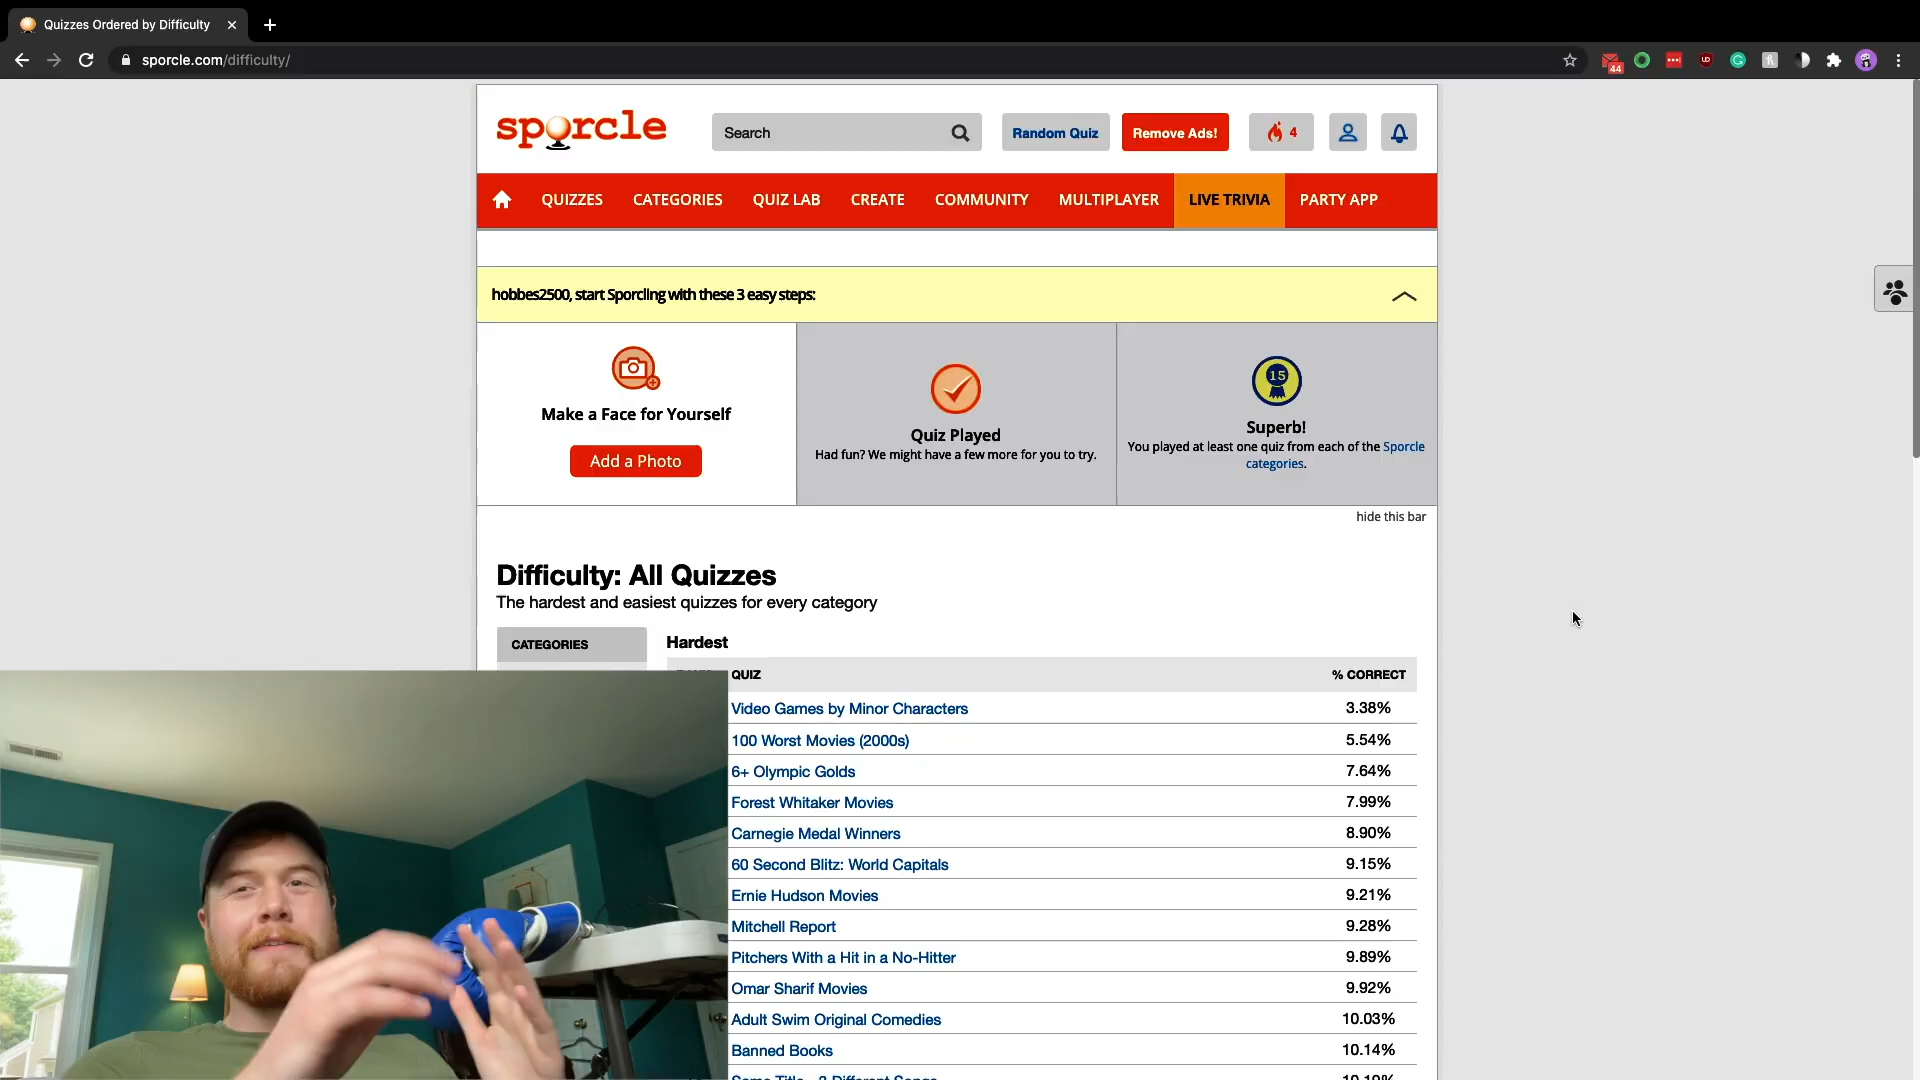 Quizzes Ordered by Difficulty
sporcle.com/difficulty/
44
sporcle
Search
Random Quiz
Remove Ads!
4
QUIZZES
CATEGORIES
QUIZ LAB
CREATE
COMMUNITY
MULTIPLAYER
LIVE TRIVIA
PARTY APP
hobbes2500, start Sporcling with these 3 easy steps:
Make a Face for Yourself
Add a Photo
Quiz Played
Had fun? We might have a few more for you to try.
15
Superb!
You played at least one quiz from each of the Sporcle
categories.
hide this bar
Difficulty: All Quizzes
The hardest and easiest quizzes for every category
CATEGORIES
Hardest
QUIZ % CORRECT
Video Games by Minor Characters 3.38%
100 Worst Movies (2000s) 5.54%
6+ Olympic Golds 7.64%
Forest Whitaker Movies 7.99%
Carnegie Medal Winners 8.90%
60 Second Blitz: World Capitals 9.15%
Ernie Hudson Movies 9.21%
Mitchell Report 9.28%
Pitchers With a Hit in a No-Hitter 9.89%
Omar Sharif Movies 9.92%
Adult Swim Original Comedies 10.03%
Banned Books 10.14%